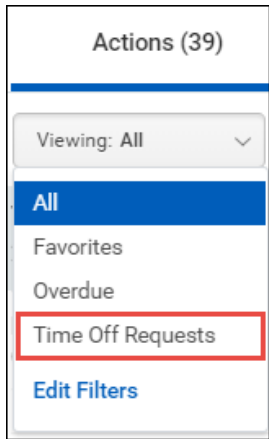 Actions (39)
Viewing: All
All
Favorites
Overdue
Time Off Requests
Edit Filters